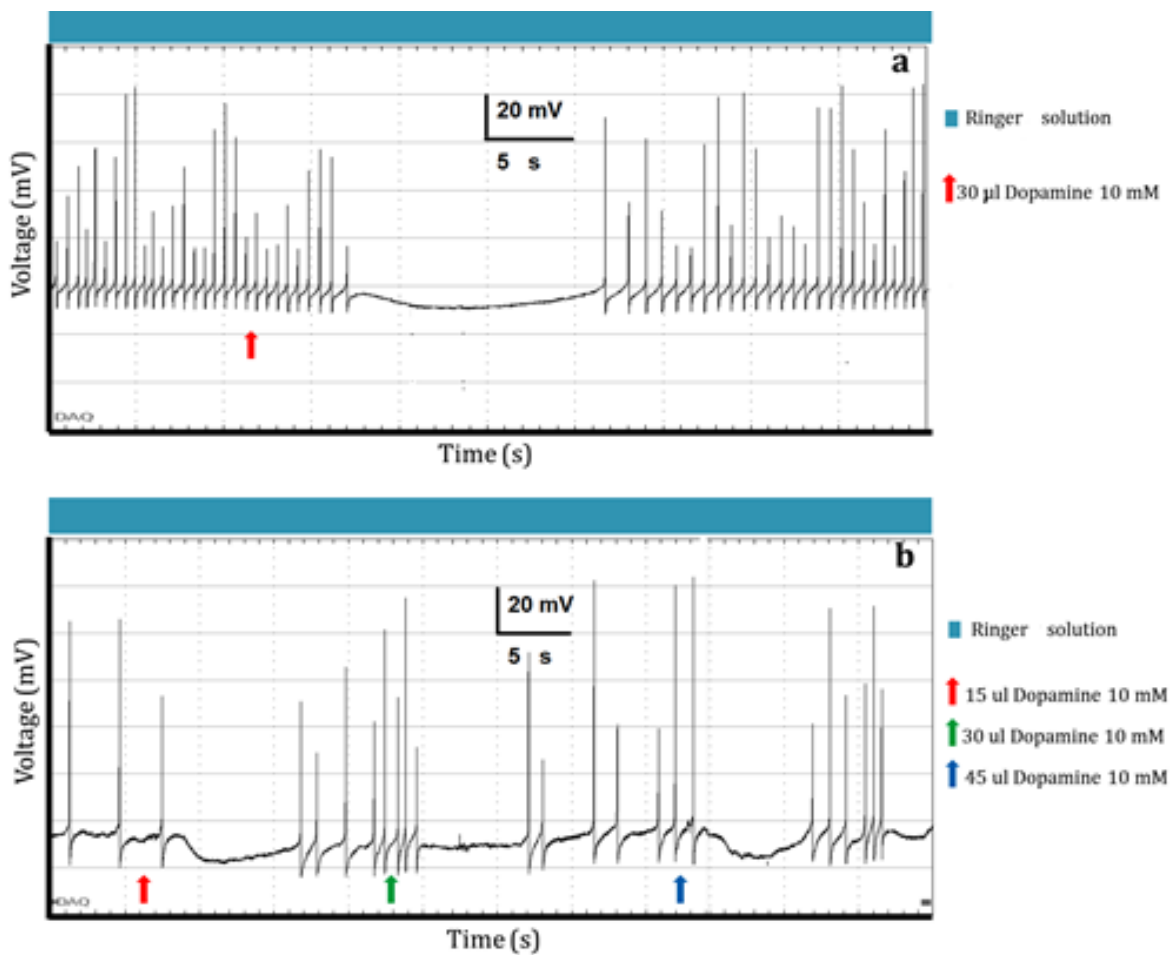 a
20 mV
5 s
Voltage (mV)
DAQ
Time (s)
Ringer solution
30 µl Dopamine 10 mM
b
20 mV
5 s
Voltage (mV)
DAQ
Time (s)
Ringer solution
15 ul Dopamine 10 mM
30 ul Dopamine 10 mM
45 ul Dopamine 10 mM